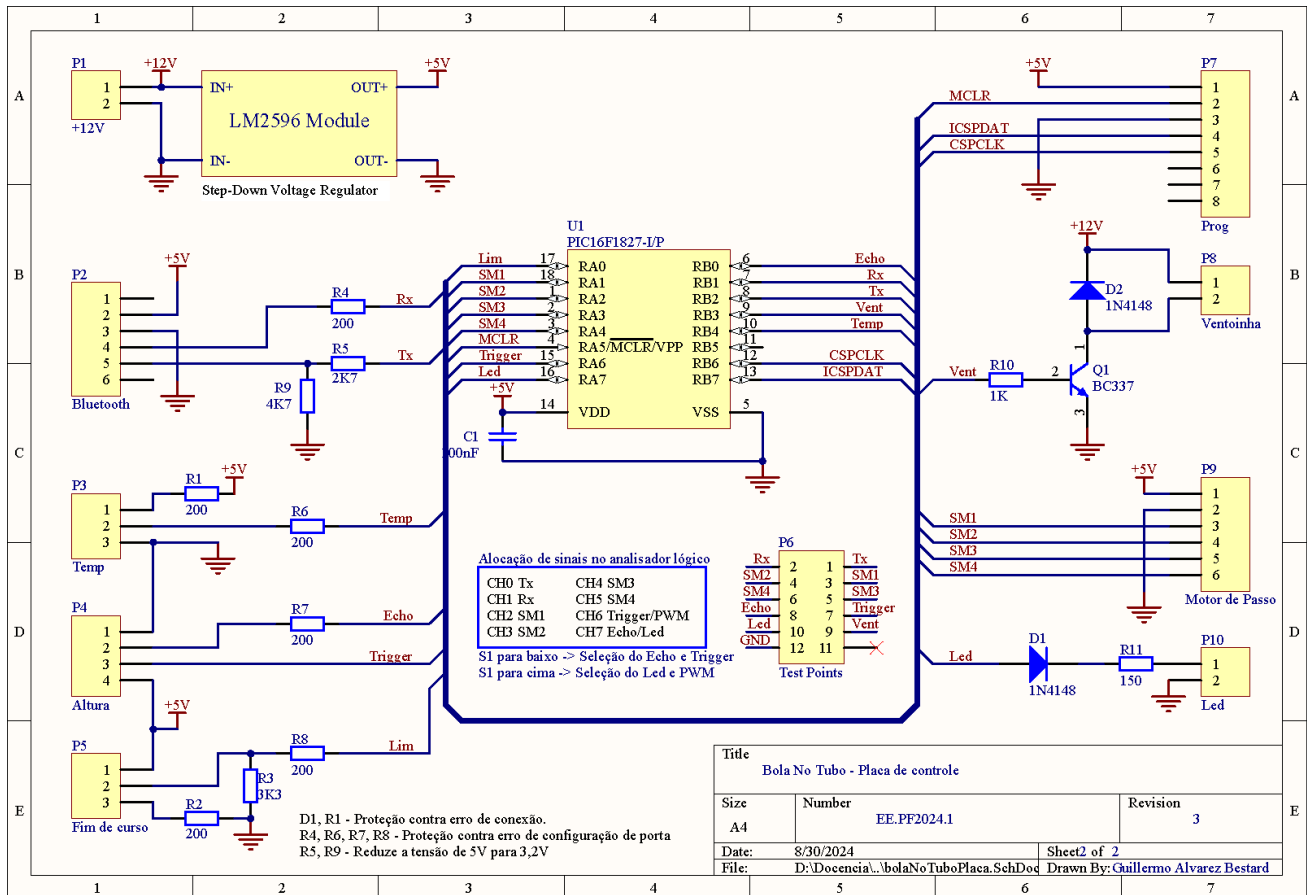 1 2 3 4 5 6 7
A A
B B
C C
D D
E E
P1
1
2
+12V
+12V
IN+ OUT+
LM2596 Module
IN- OUT-
Step-Down Voltage Regulator
+5V
P2
1
2
3
4
5
6
Bluetooth
+5V
R4
200
Rx
R5
2K7
Tx
R9
4K7
P3
1
2
3
Temp
R1
200
+5V
R6
200
Temp
P4
1
2
3
4
Altura
R7
200
Echo
Trigger
+5V
P5
1
2
3
Fim de curso
R8
200
Lim
R3
3K3
R2
200
U1
PIC16F1827-I/P
Lim 17 RA0 RB0 6 Echo
SM1 18 RA1 RB1 7 Rx
SM2 1 RA2 RB2 8 Tx
SM3 2 RA3 RB3 9 Vent
SM4 3 RA4 RB4 10 Temp
MCLR 4 RA5/MCLR/VPP RB5 11
Trigger 15 RA6 RB6 12 CSPCLK
Led 16 RA7 RB7 13 ICSPDAT
+5V
14 VDD VSS 5
C1
100nF
Alocação de sinais no analisador lógico
CH0 Tx CH4 SM3
CH1 Rx CH5 SM4
CH2 SM1 CH6 Trigger/PWM
CH3 SM2 CH7 Echo/Led
S1 para baixo -> Seleção do Echo e Trigger
S1 para cima -> Seleção do Led e PWM
P6
Rx 2 1 Tx
SM2 4 3 SM1
SM4 6 5 SM3
Echo 8 7 Trigger
Led 10 9 Vent
GND 12 11
Test Points
+5V
MCLR
ICSPDAT
CSPCLK
P7
1
2
3
4
5
6
7
8
Prog
+12V
D2
1N4148
P8
1
2
Ventoinha
Vent
R10
1K
2
1
3
Q1
BC337
+5V
SM1
SM2
SM3
SM4
P9
1
2
3
4
5
6
Motor de Passo
Led
D1
1N4148
R11
150
P10
1
2
Led
D1, R1 - Proteção contra erro de conexão.
R4, R6, R7, R8 - Proteção contra erro de configuração de porta
R5, R9 - Reduze a tensão de 5V para 3,2V
Title
Bola No Tubo - Placa de controle
Size Number Revision
A4 EE.PF2024.1 3
Date: 8/30/2024 Sheet2 of 2
File: D:\Docencia\..\bolaNoTuboPlaca.SchDoc Drawn By: Guillermo Alvarez Bestard
1 2 3 4 5 6 7